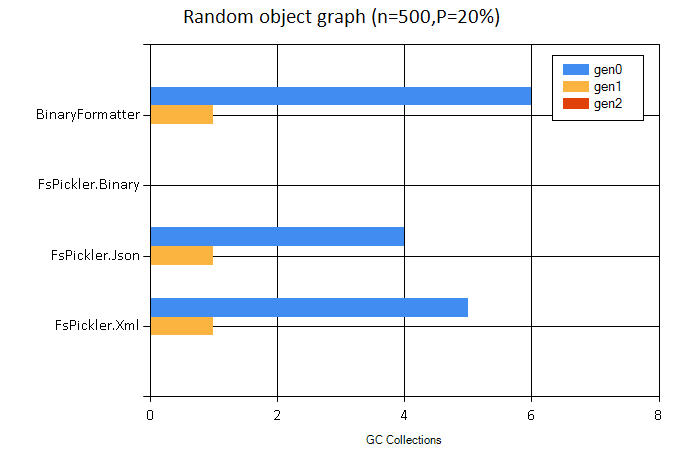 Random object graph (n=500,P=20%)
gen0
gen1
gen2
BinaryFormatter
FsPickler.Binary
FsPickler.Json
FsPickler.Xml
0 2 4 6 8
GC Collections